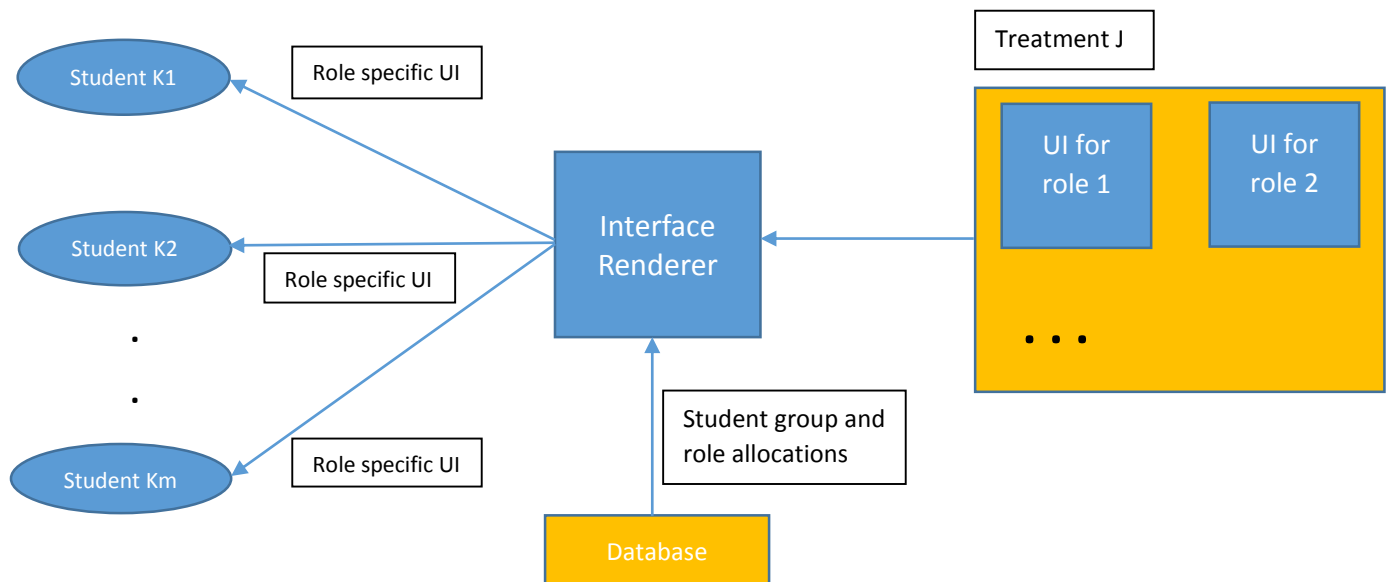 Treatment J
Role specific UI
Student K1
UI for
role 1
UI for
role 2
Interface
Renderer
Student K2
Role specific UI
.
. . .
.
Student group and
role allocations
Role specific UI
Student Km
Database